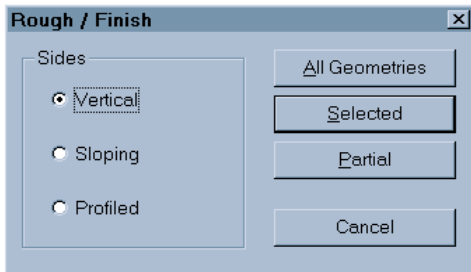 Rough / Finish
Sides
Vertical
Sloping
Profiled
All Geometries
Selected
Partial
Cancel